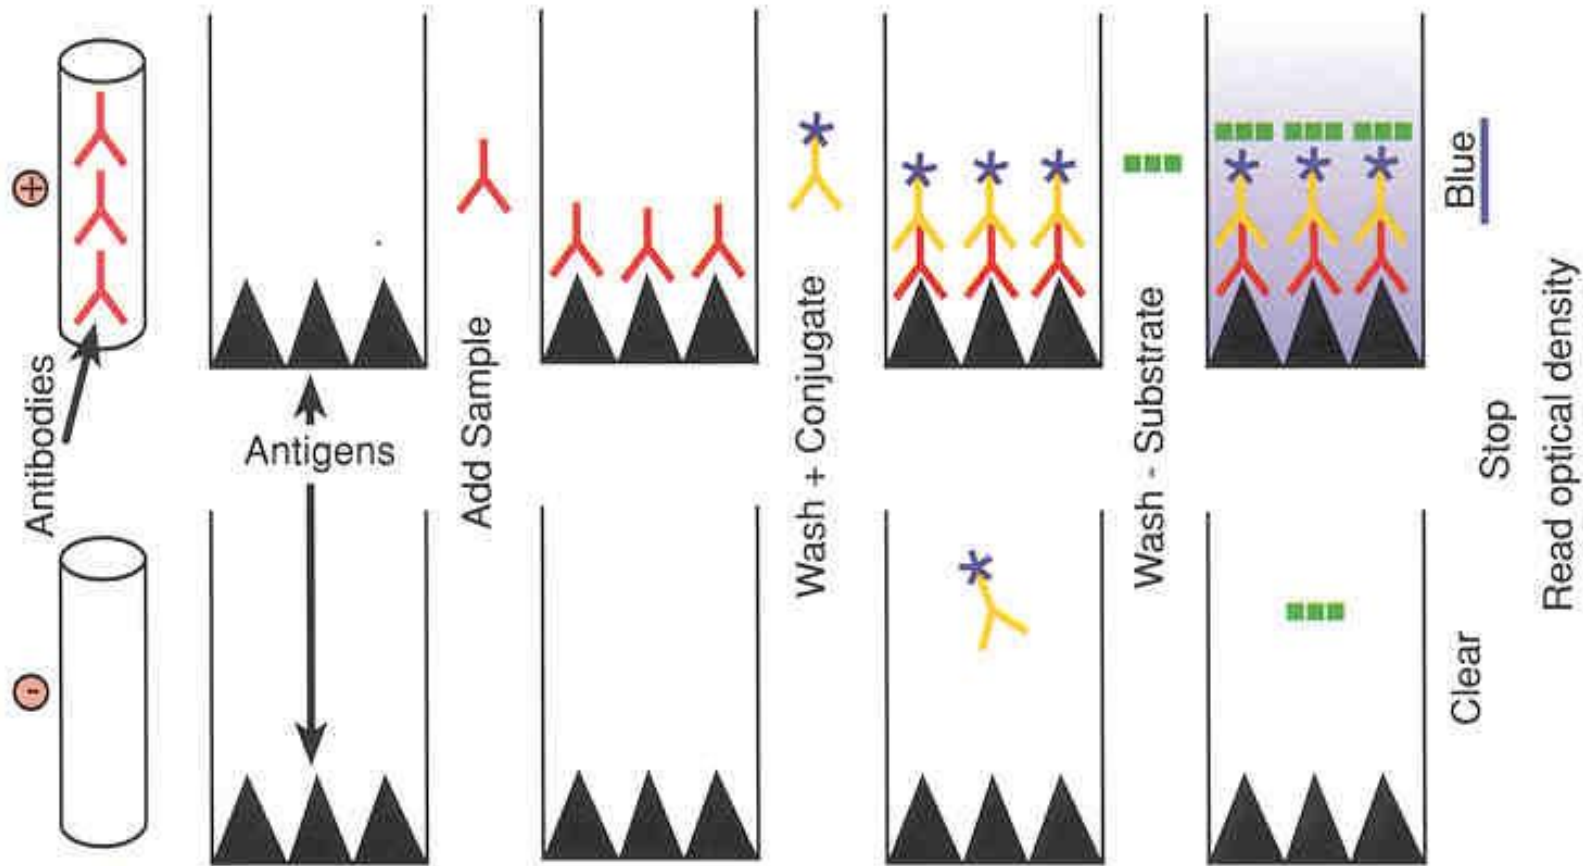 +
Antibodies
-
Antigens
Add Sample
Wash + Conjugate
Wash - Substrate
Blue
Clear
Stop
Read optical density